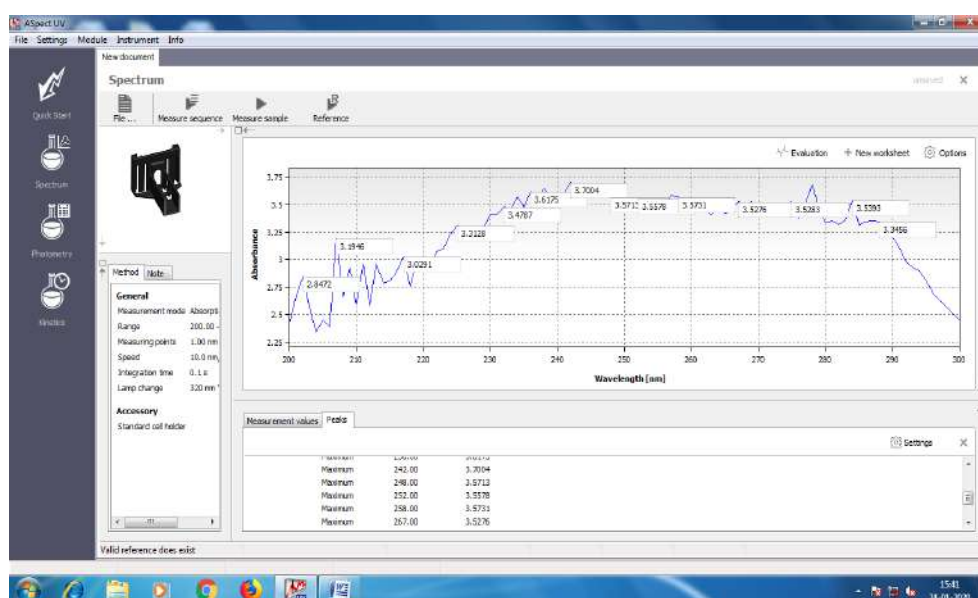 ASpect UV
File Settings Module Instrument Info
New document
Spectrum
unsaved
Quick Start
File ...
Measure sequence
Measure sample
Reference
Spectrum
Photometry
Kinetics
Evaluation
New worksheet
Options
3.75
3.5
3.25
3
2.75
2.5
2.25
Absorbance
2.8472
3.1946
3.0291
3.3128
3.4787
3.6175
3.7004
3.5713
3.5578
3.5731
3.5276
3.5283
3.5393
3.3456
200 210 220 230 240 250 260 270 280 290 300
Wavelength [nm]
Method Note
General
Measurement mode Absorpti
Range 200.00 -
Measuring points 1.00 nm
Speed 10.0 nm/
Integration time 0.1 s
Lamp change 320 nm
Accessory
Standard cell holder
Measurement values Peaks
Settings
Maximum 242.00 3.7004
Maximum 248.00 3.5713
Maximum 252.00 3.5578
Maximum 258.00 3.5731
Maximum 267.00 3.5276
Valid reference does exist
15:41